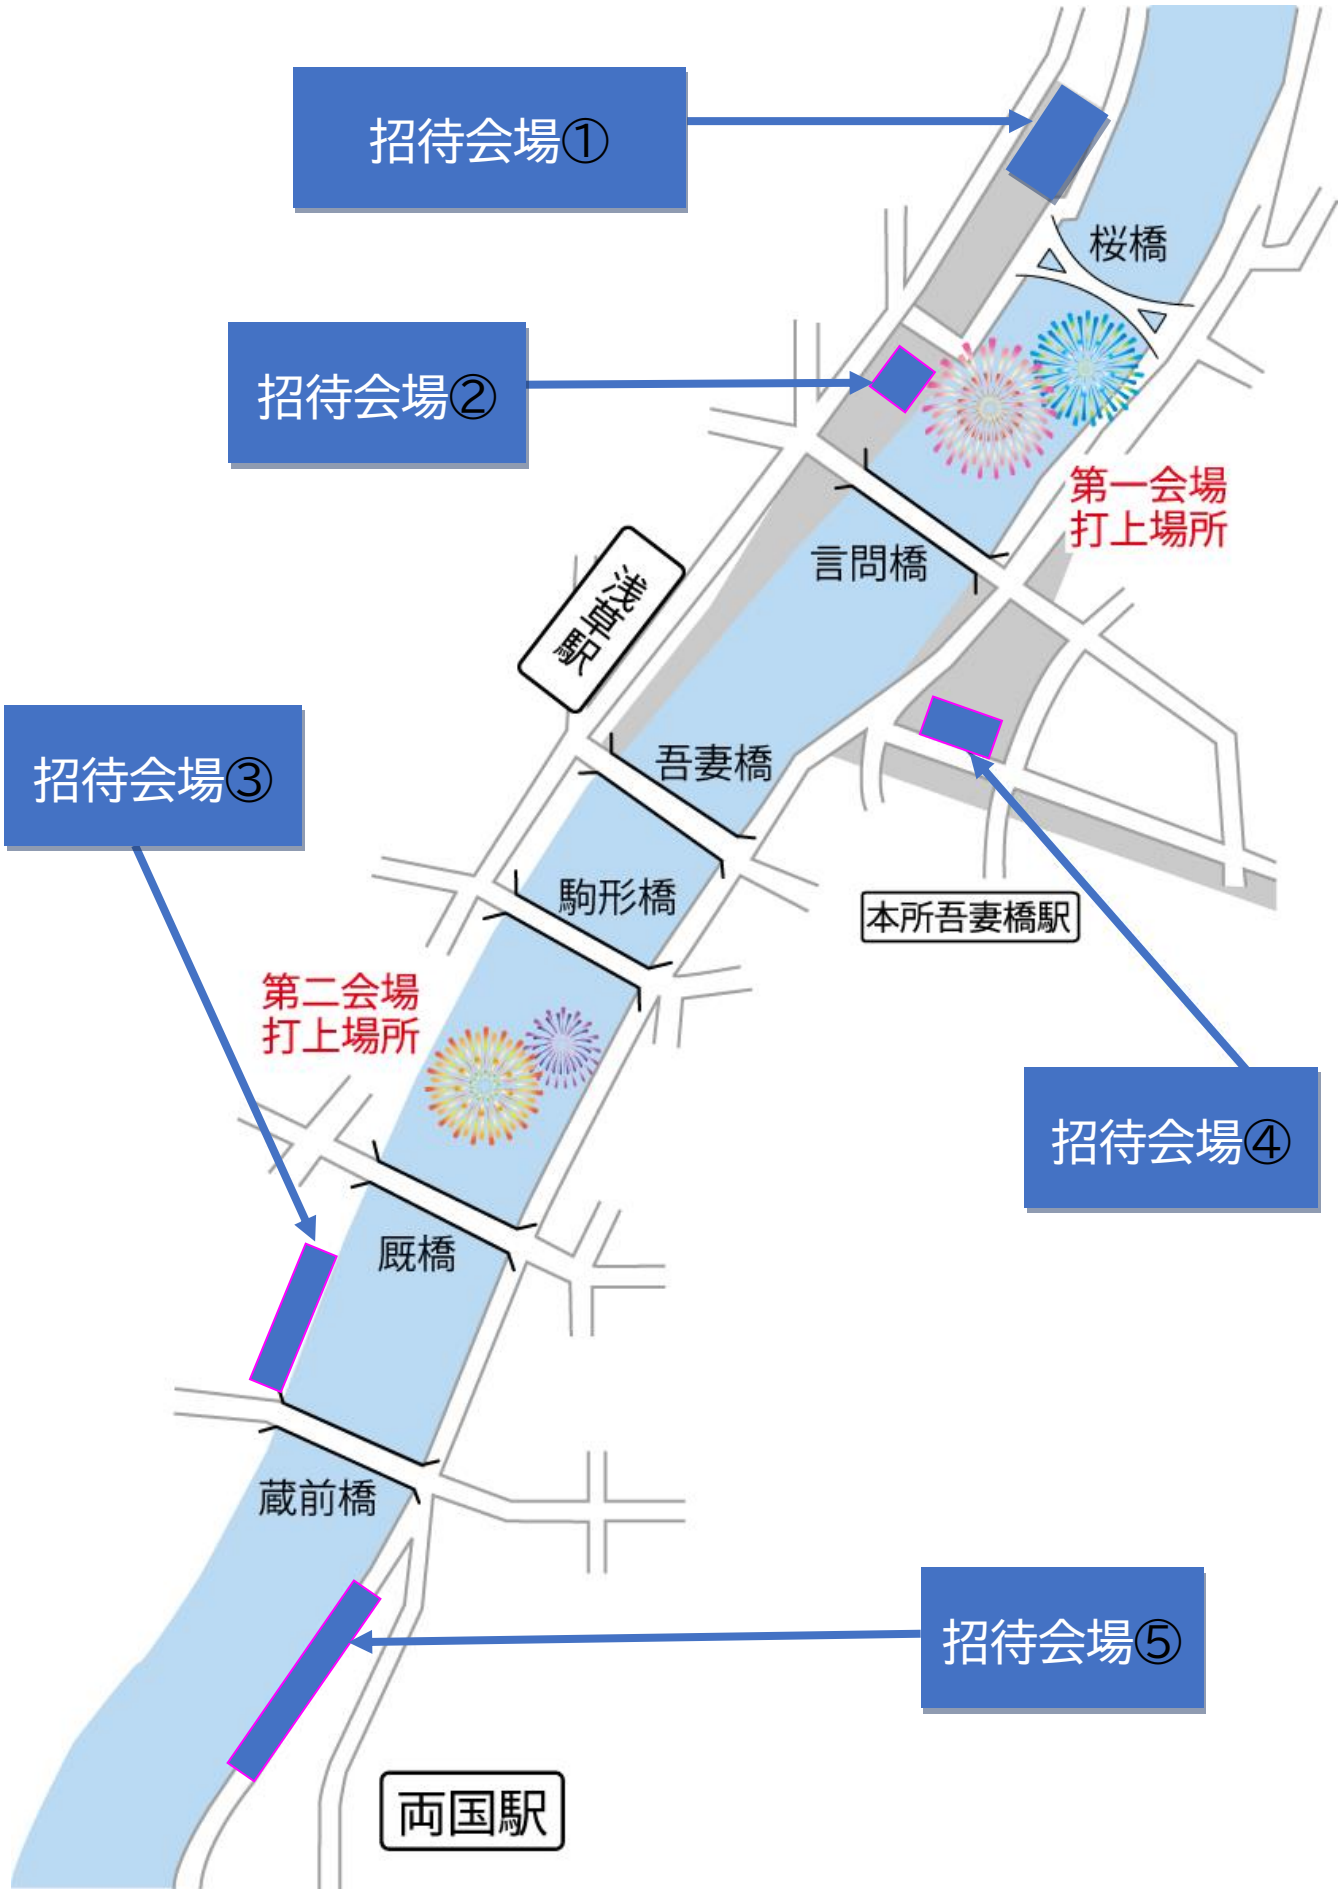 招待会場①
桜橋
招待会場②
第一会場
打上場所
言問橋
浅草駅
招待会場③
吾妻橋
駒形橋
本所吾妻橋駅
第二会場
打上場所
招待会場④
厩橋
蔵前橋
招待会場⑤
両国駅